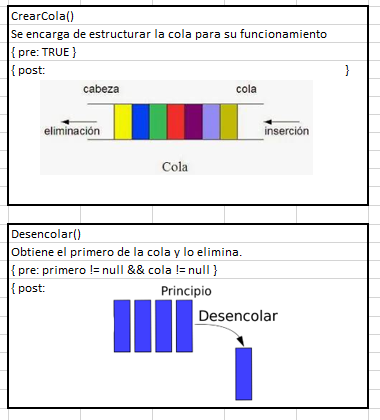 CrearCola()
Se encarga de estructurar la cola para su funcionamiento
{ pre: TRUE }
{ post: }
cabeza cola
eliminación inserción
Cola
Desencolar()
Obtiene el primero de la cola y lo elimina.
{ pre: primero != null && cola != null }
{ post:
Principio
Desencolar